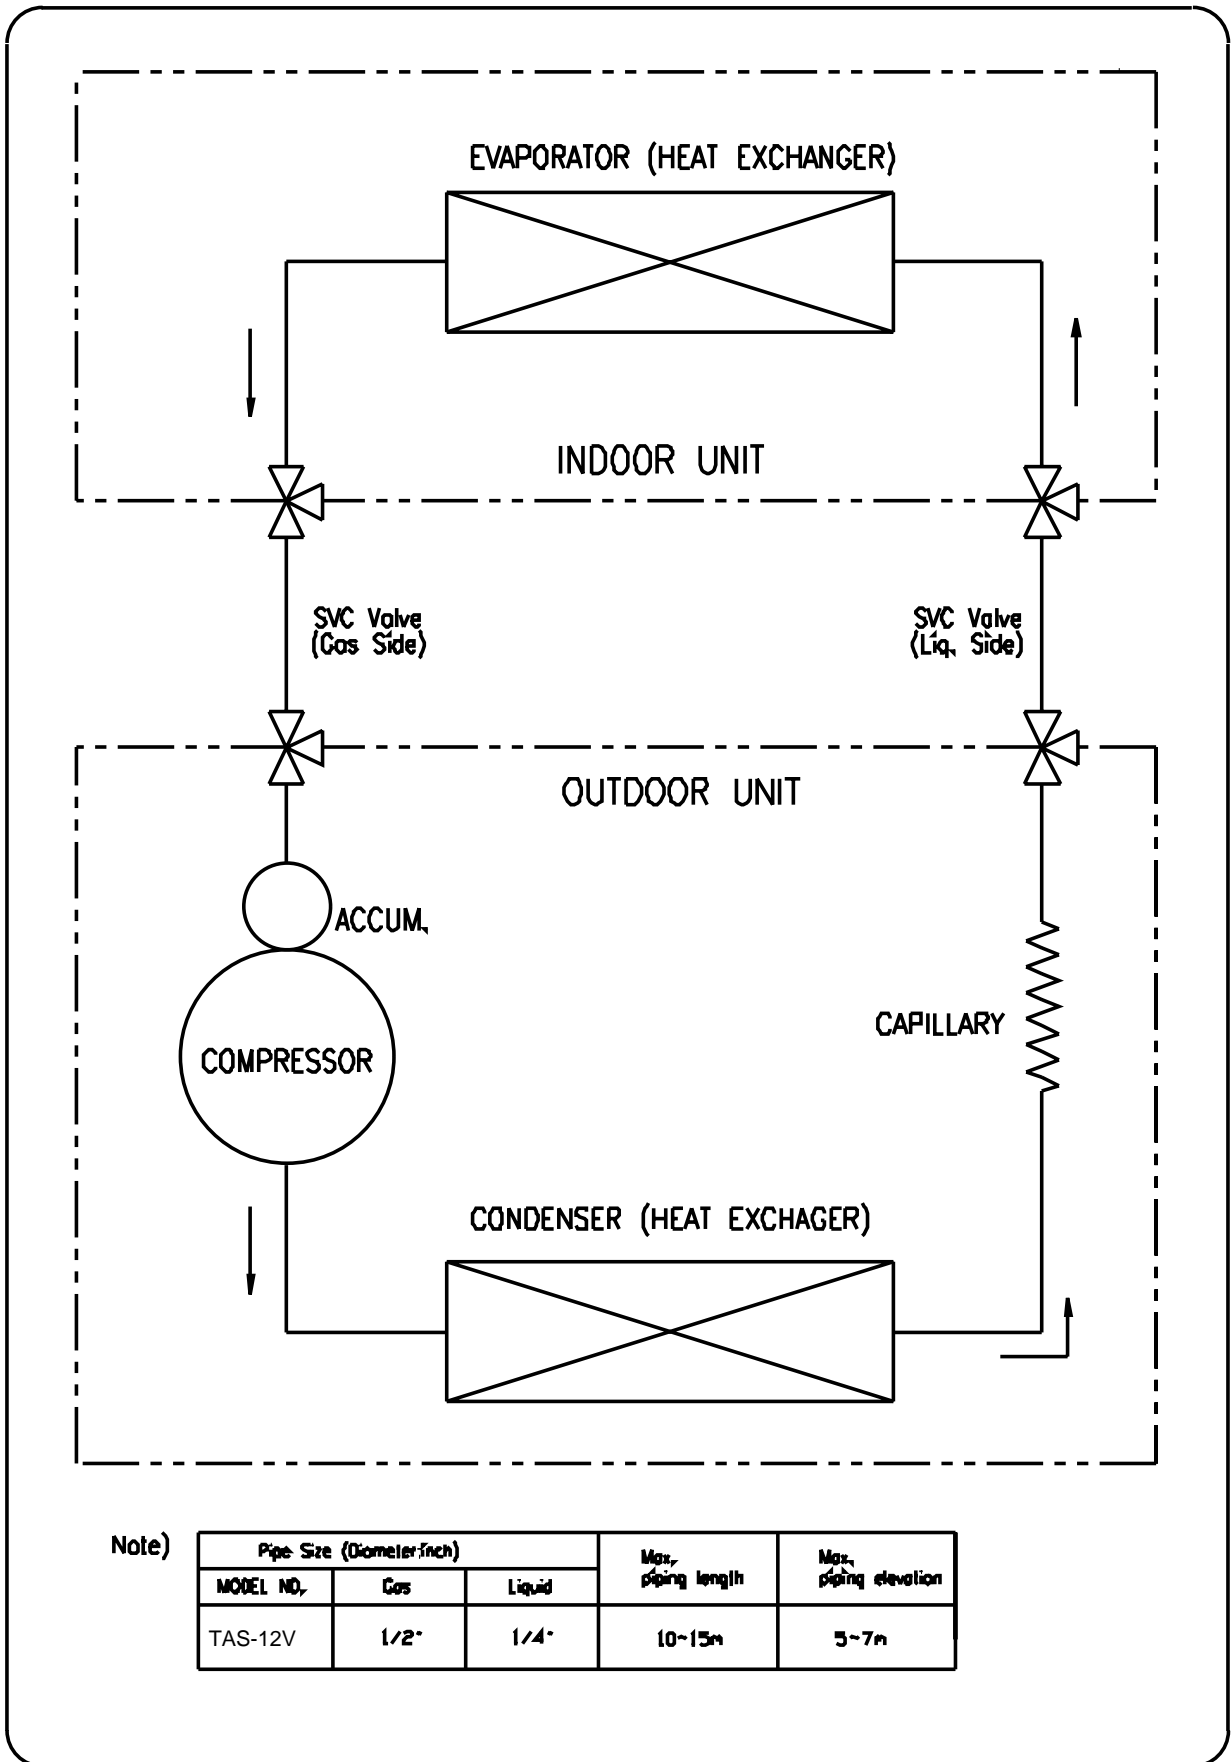 EVAPORATOR (HEAT EXCHANGER)
INDOOR UNIT
SVC Valve
(Gas Side)
SVC Valve
(Liq. Side)
OUTDOOR UNIT
ACCUM.
COMPRESSOR
CAPILLARY
CONDENSER (HEAT EXCHAGER)
Note)
Pipe Size (Diameter:inch)
Max.
piping length
Max.
piping elevation
MODEL NO.
Gas
Liquid
TAS-12V
1/2"
1/4"
10~15m
5~7m